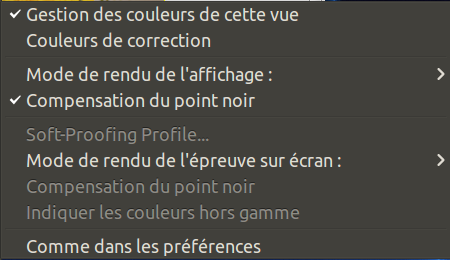 Gestion des couleurs de cette vue
Couleurs de correction
Mode de rendu de l'affichage :
Compensation du point noir
Soft-Proofing Profile...
Mode de rendu de l'épreuve sur écran :
Compensation du point noir
Indiquer les couleurs hors gamme
Comme dans les préférences